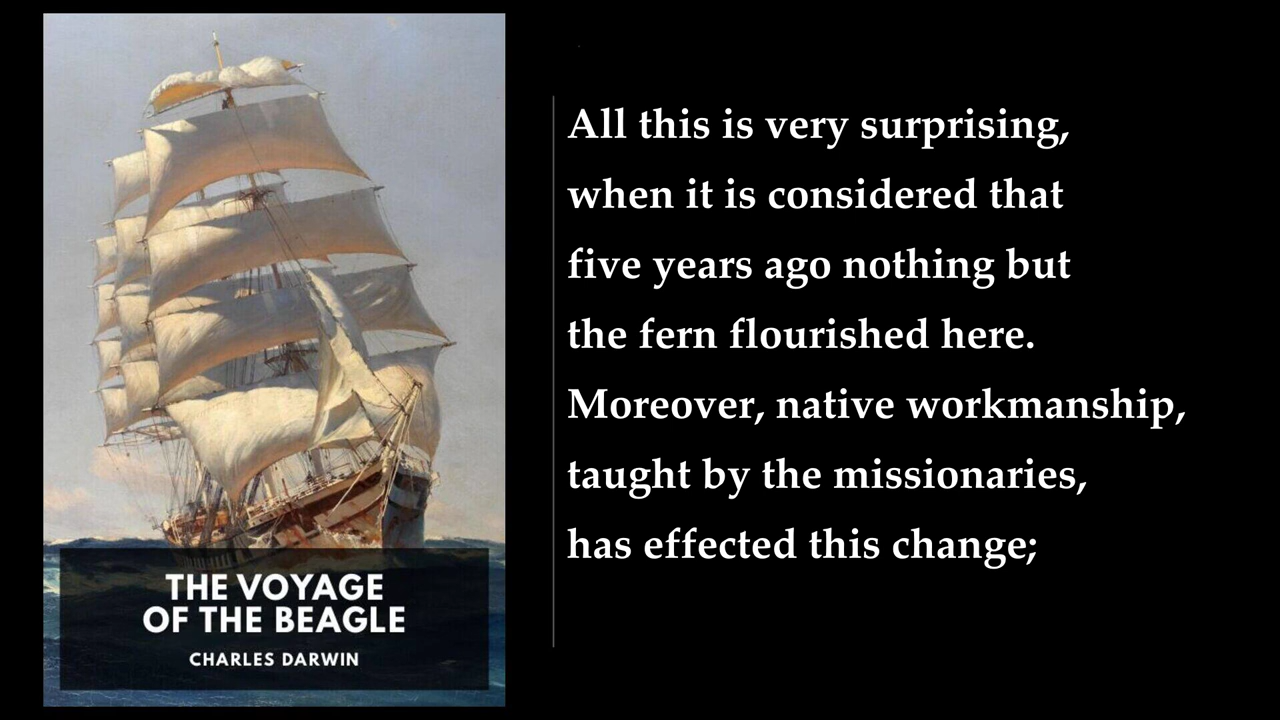 THE VOYAGE
OF THE BEAGLE
CHARLES DARWIN
All this is very surprising,
when it is considered that
five years ago nothing but
the fern flourished here.
Moreover, native workmanship,
taught by the missionaries,
has effected this change;